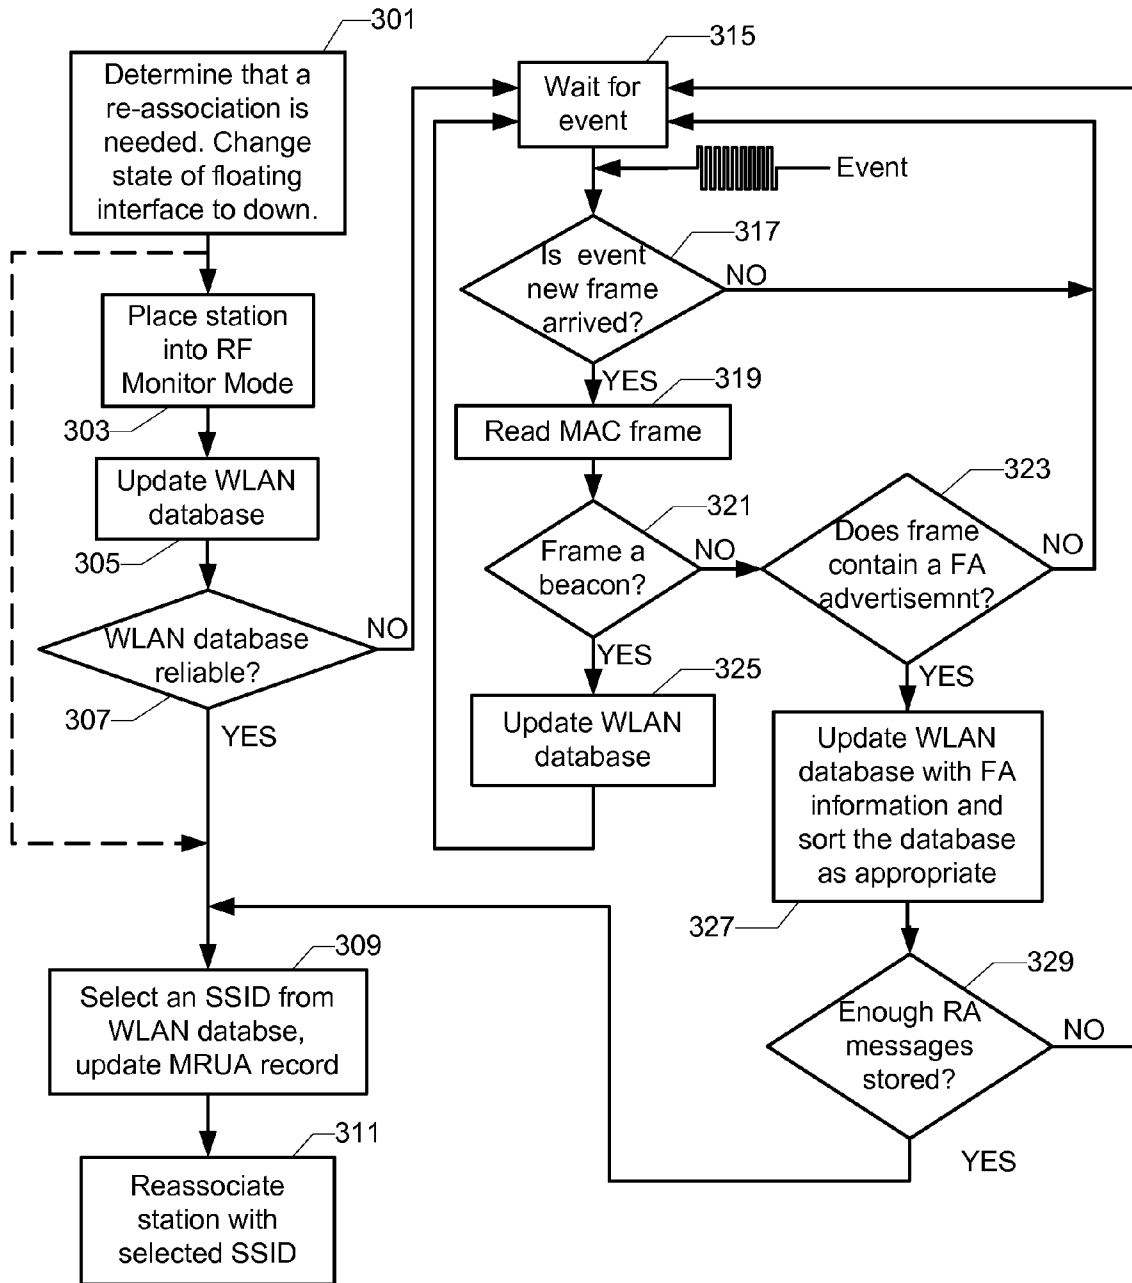 301
Determine that a
re-association is
needed. Change
state of floating
interface to down.
Place station
into RF
Monitor Mode
303
Update WLAN
database
305
WLAN database
reliable?
NO
307
YES
309
Select an SSID from
WLAN databse,
update MRUA record
311
Reassociate
station with
selected SSID
315
Wait for
event
Event
317
Is event
new frame
arrived?
NO
YES
319
Read MAC frame
321
Frame a
beacon?
NO
YES
325
Update WLAN
database
323
Does frame
contain a FA
advertisemnt?
NO
YES
Update WLAN
database with FA
information and
sort the database
as appropriate
327
329
Enough RA
messages
stored?
NO
YES